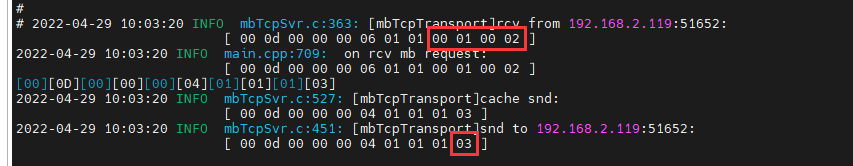 #
# 2022-04-29 10:03:20 INFO  mbTcpSvr.c:363: [mbTcpTransport]rcv from 192.168.2.119:51652:
[ 00 0d 00 00 00 06 01 01 00 01 00 02 ]
2022-04-29 10:03:20 INFO  main.cpp:709:  on rcv mb request:
[ 00 0d 00 00 00 06 01 01 00 01 00 02 ]
[00][0D][00][00][00][04][01][01][01][03]
2022-04-29 10:03:20 INFO  mbTcpSvr.c:527: [mbTcpTransport]cache snd:
[ 00 0d 00 00 00 04 01 01 01 03 ]
2022-04-29 10:03:20 INFO  mbTcpSvr.c:451: [mbTcpTransport]snd to 192.168.2.119:51652:
[ 00 0d 00 00 00 04 01 01 01 03 ]